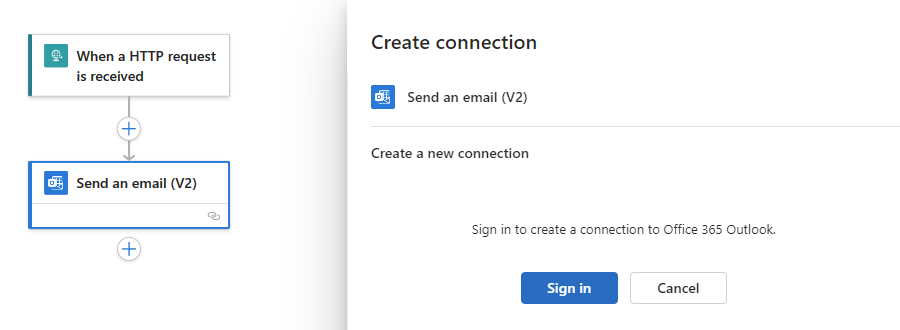 When a HTTP request
is received
Send an email (V2)
Create connection
Send an email (V2)
Create a new connection
Sign in to create a connection to Office 365 Outlook.
Sign in
Cancel